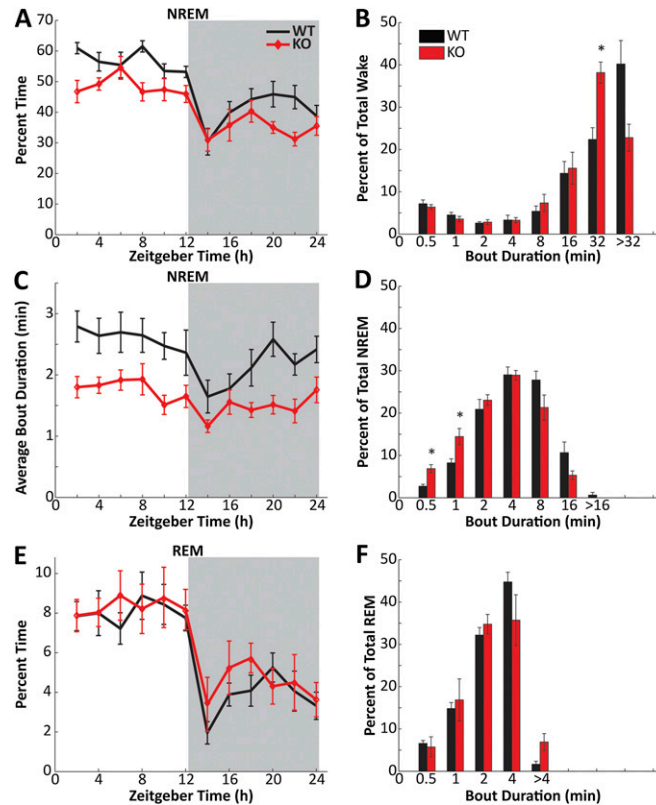 A
NREM
WT
KO
70
60
50
40
30
20
10
0
Percent Time
0 4 8 12 16 20 24
Zeitgeber Time (h)
B
WT
KO
*
50
40
30
20
10
0
Percent of Total Wake
0.5 1 2 4 8 16 32 >32
Bout Duration (min)
C
NREM
3
2
1
0
Average Bout Duration (min)
0 4 8 12 16 20 24
Zeitgeber Time (h)
D
50
40
30
20
10
0
Percent of Total NREM
* *
0.5 1 2 4 8 16 >16
Bout Duration (min)
E
REM
10
8
6
4
2
0
Percent Time
0 4 8 12 16 20 24
Zeitgeber Time (h)
F
50
40
30
20
10
0
Percent of Total REM
0.5 1 2 4 >4
Bout Duration (min)